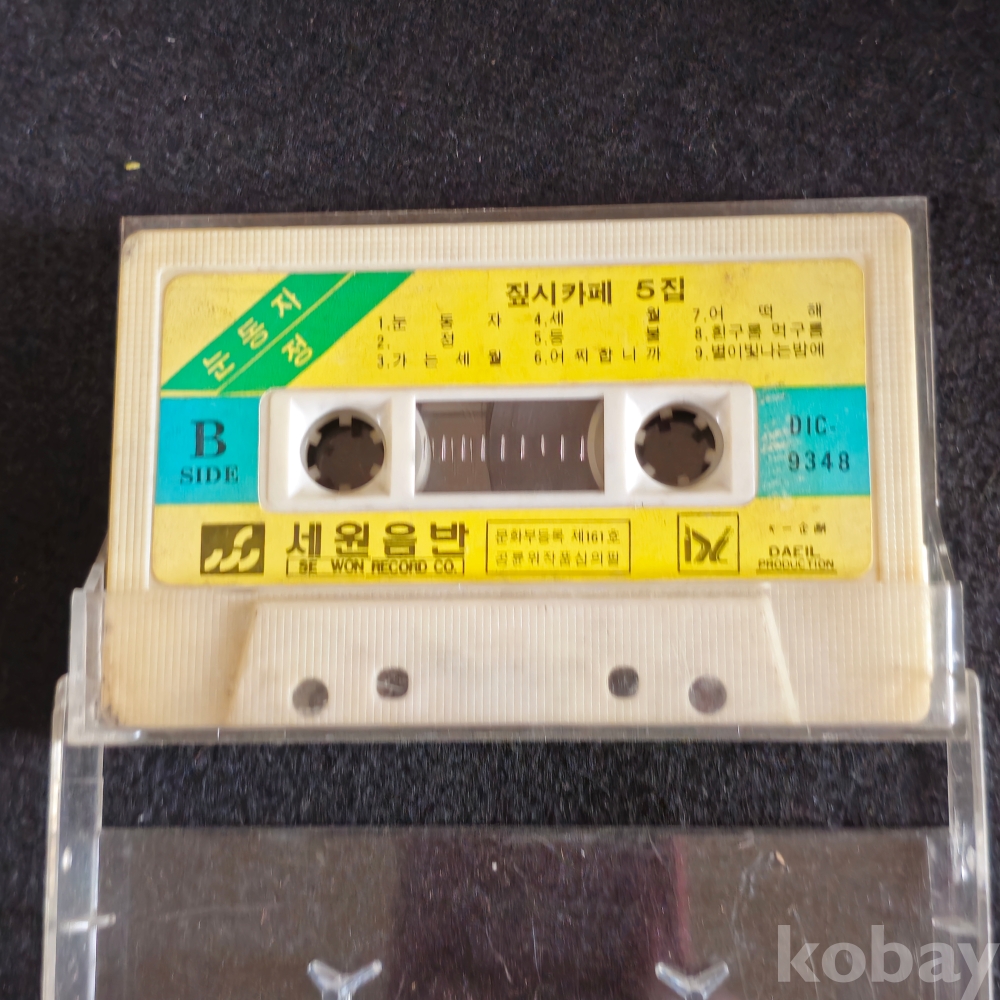 눈동자
정
짚시카페 5집
1.눈동자 4.세월 7.어떡해
2.정 5.등불 8.흰구름 먹구름
3.가는세월 6.어찌합니까 9.별이빛나는밤에
B
SIDE
DIC-
9348
세원음반
SE WON RECORD CO.
문화부등록 제161호
공륜위작품심의필
DAEIL
PRODUCTION
kobay